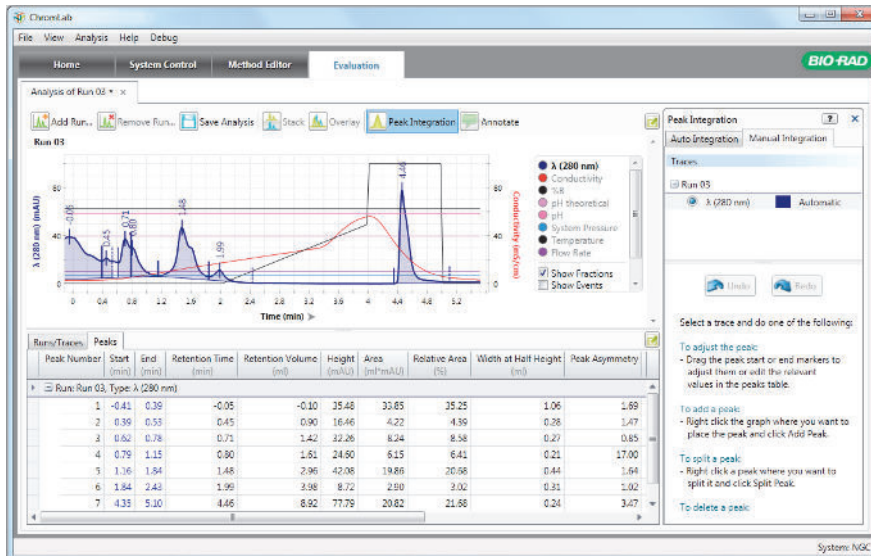 ChromLab
File View Analysis Help Debug
Home System Control Method Editor Evaluation
BIO-RAD
Analysis of Run 03 * ×
Add Run... Remove Run... Save Analysis Stack Overlay Peak Integration Annotate
Run 03
λ (280 nm) (mAU)
80
40
0
-0.05
0.45
0.71
0.80
1.48
1.99
4.46
80
60
40
20
0.0
Conductivity (mS/cm)
0 0.4 0.8 1.2 1.6 2 2.4 2.8 3.2 3.6 4 4.4 4.8 5.2
Time (min)
λ (280 nm)
Conductivity
%B
pH theoretical
pH
System Pressure
Temperature
Flow Rate
Show Fractions
Show Events
Runs/Traces Peaks
Peak Number Start (min) End (min) Retention Time (min) Retention Volume (ml) Height (mAU) Area (ml*mAU) Relative Area (%) Width at Half Height (ml) Peak Asymmetry
Run: Run 03, Type: λ (280 nm)
1 -0.41 0.39 -0.05 -0.10 35.48 33.85 35.25 1.06 1.69
2 0.39 0.53 0.45 0.90 16.46 4.22 4.39 0.28 1.47
3 0.62 0.78 0.71 1.42 32.26 8.24 8.58 0.27 0.85
4 0.79 1.15 0.80 1.61 24.60 6.15 6.41 0.21 17.00
5 1.16 1.84 1.48 2.96 42.08 19.86 20.68 0.44 1.64
6 1.84 2.43 1.99 3.98 8.72 2.90 3.02 0.31 1.02
7 4.35 5.10 4.46 8.92 77.79 20.82 21.68 0.24 3.47
Peak Integration
Auto Integration Manual Integration
Traces
Run 03
λ (280 nm) Automatic
Undo Redo
Select a trace and do one of the following:
To adjust the peak:
- Drag the peak start or end markers to
adjust them or edit the relevant
values in the peaks table.
To add a peak:
- Right click the graph where you want to
place the peak and click Add Peak.
To split a peak:
- Right click a peak where you want to
split it and click Split Peak.
To delete a peak:
System: NGC